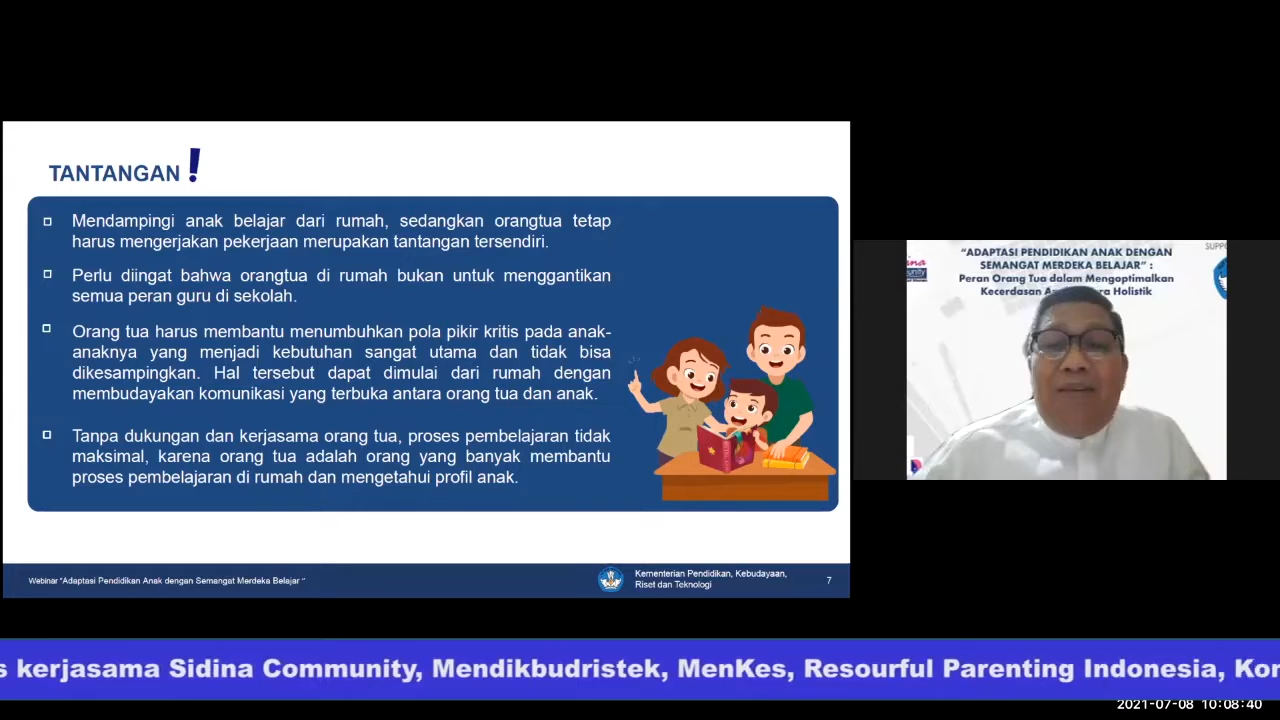 TANTANGAN !
Mendampingi anak belajar dari rumah, sedangkan orangtua tetap
harus mengerjakan pekerjaan merupakan tantangan tersendiri.
Perlu diingat bahwa orangtua di rumah bukan untuk menggantikan
semua peran guru di sekolah.
Orang tua harus membantu menumbuhkan pola pikir kritis pada anak-
anaknya yang menjadi kebutuhan sangat utama dan tidak bisa
dikesampingkan. Hal tersebut dapat dimulai dari rumah dengan
membudayakan komunikasi yang terbuka antara orang tua dan anak.
Tanpa dukungan dan kerjasama orang tua, proses pembelajaran tidak
maksimal, karena orang tua adalah orang yang banyak membantu
proses pembelajaran di rumah dan mengetahui profil anak.
Webinar "Adaptasi Pendidikan Anak dengan Semangat Merdeka Belajar "
Kementerian Pendidikan, Kebudayaan,
Riset dan Teknologi
7
"ADAPTASI PENDIDIKAN ANAK DENGAN
SEMANGAT MERDEKA BELAJAR" :
Peran Orang Tua dalam Mengoptimalkan
Kecerdasan Holistik
kerjasama Sidina Community, Mendikbudristek, MenKes, Resourful Parenting Indonesia,
2021-07-08 10:08:40